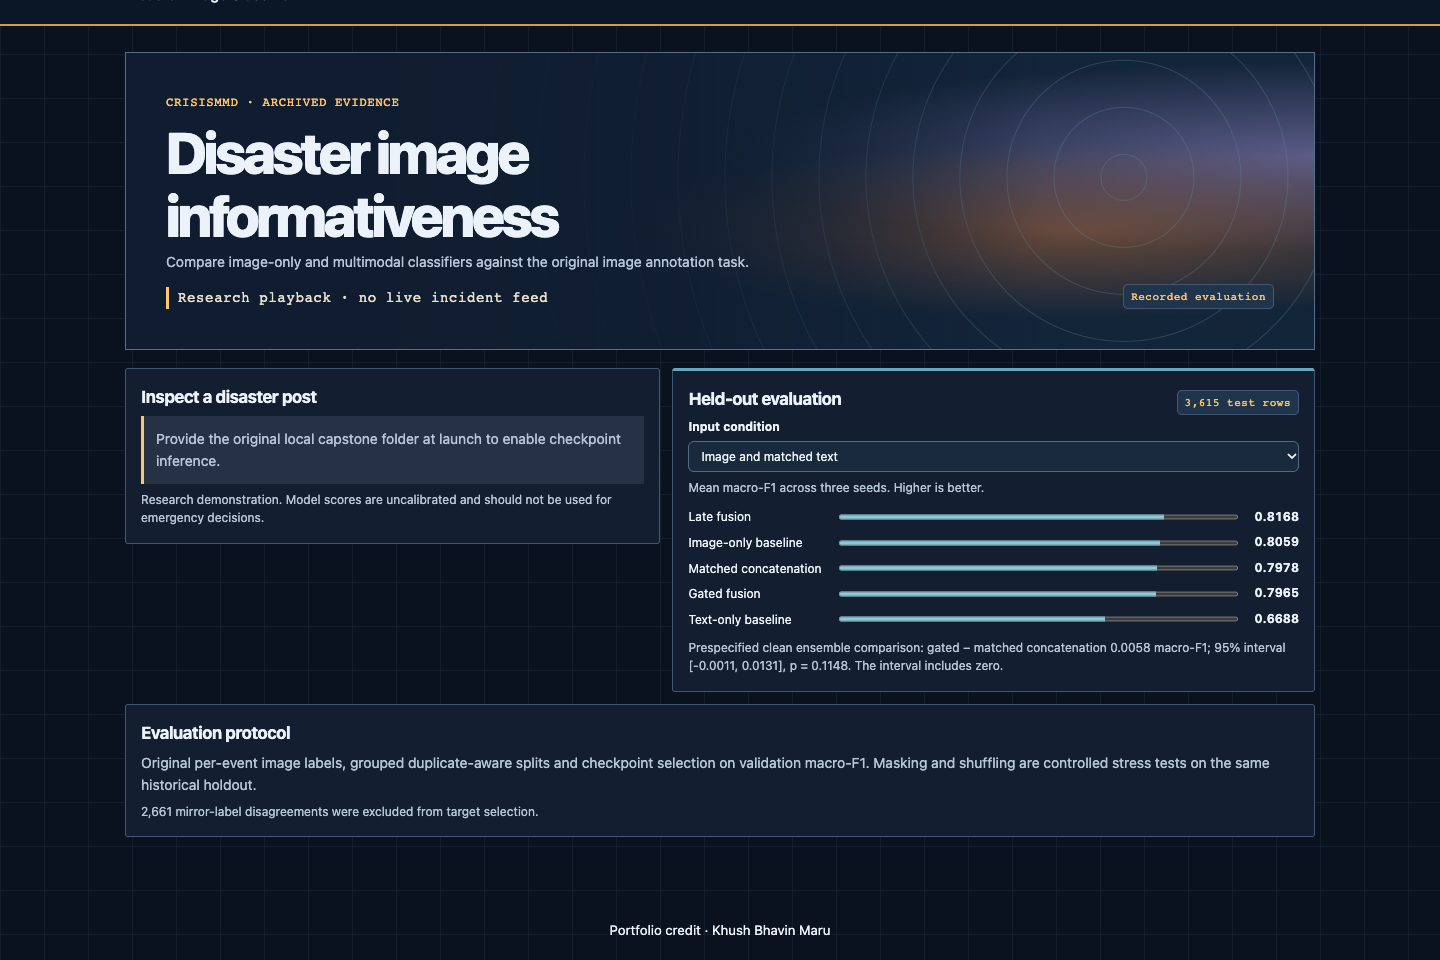 CRISISMMD · ARCHIVED EVIDENCE
Disaster image
informativeness
Compare image-only and multimodal classifiers against the original image annotation task.
Research playback · no live incident feed
Recorded evaluation
Inspect a disaster post
Provide the original local capstone folder at launch to enable checkpoint
inference.
Research demonstration. Model scores are uncalibrated and should not be used for
emergency decisions.
Held-out evaluation
3,615 test rows
Input condition
Image and matched text
Mean macro-F1 across three seeds. Higher is better.
Late fusion 0.8168
Image-only baseline 0.8059
Matched concatenation 0.7978
Gated fusion 0.7965
Text-only baseline 0.6688
Prespecified clean ensemble comparison: gated − matched concatenation 0.0058 macro-F1; 95% interval
[-0.0011, 0.0131], p = 0.1148. The interval includes zero.
Evaluation protocol
Original per-event image labels, grouped duplicate-aware splits and checkpoint selection on validation macro-F1. Masking and shuffling are controlled stress tests on the same
historical holdout.
2,661 mirror-label disagreements were excluded from target selection.
Portfolio credit · Khush Bhavin Maru